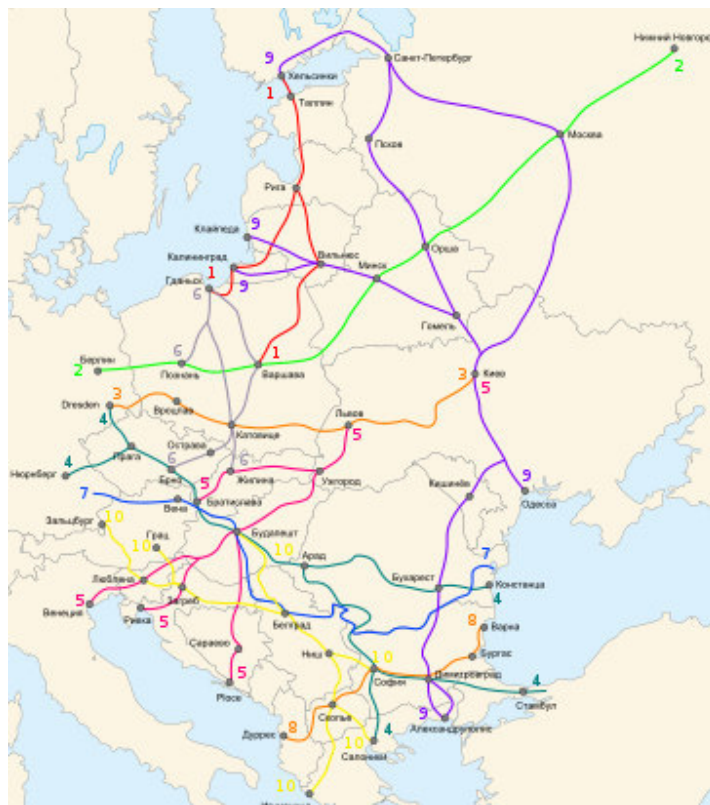 Нижний Новгоро
2
9
Санкт-Петербург
Хельсинки
1
Таллин
Москва
Псков
Рига
9
Клайпеда
Орша
Калининград
Вильнюс
Минск
Гданьск
1
9
6
Гомель
6
1
Берлин
2
Познань
Варшава
3
Киев
5
3
Dresden
Вроцлав
4
Львов
Катовице
5
Острава
Прага
4
Нюрнберг
6
Брно
6
Жилина
Ужгород
5
Кишинёв
9
Одесса
7
Братислава
Вена
10
Зальцбург
Грац
10
Будапешт
10
Арад
7
Любляна
Бухарест
Констанца
4
Загреб
Венеция
5
Риека
5
Белград
8
Варна
Сараево
Ниш
Бургас
10
5
София
Димитровград
4
Ploce
Стамбул
Скопье
9
Александруполис
Дуррес
8
10
4
Салоники
10